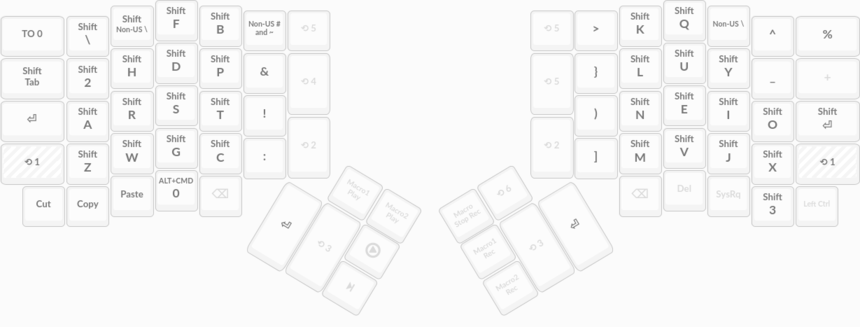 TO 0
Shift
\
Shift
Non-US \
Shift
F
Shift
B
Non-US #
and ~
⟲ 5
⟲ 5
>
Shift
K
Shift
Q
Non-US \
^
%
Shift
Tab
Shift
2
Shift
H
Shift
D
Shift
P
&
⟲ 4
⟲ 5
}
Shift
L
Shift
U
Shift
Y
_
+
⏎
Shift
A
Shift
R
Shift
S
Shift
T
!
)
Shift
N
Shift
E
Shift
I
Shift
O
Shift
⏎
⟲ 1
Shift
Z
Shift
W
Shift
G
Shift
C
:
⟲ 2
⟲ 2
]
Shift
M
Shift
V
Shift
J
Shift
X
⟲ 1
Cut
Copy
Paste
ALT+CMD
0
⌫
⌫
Del
SysRq
Shift
3
Left Ctrl
Macro1
Play
Macro2
Play
⏎
⟲ 3
⟲ 6
Macro
Stop Rec
Macro1
Rec
Macro2
Rec
⟲ 3
⏎